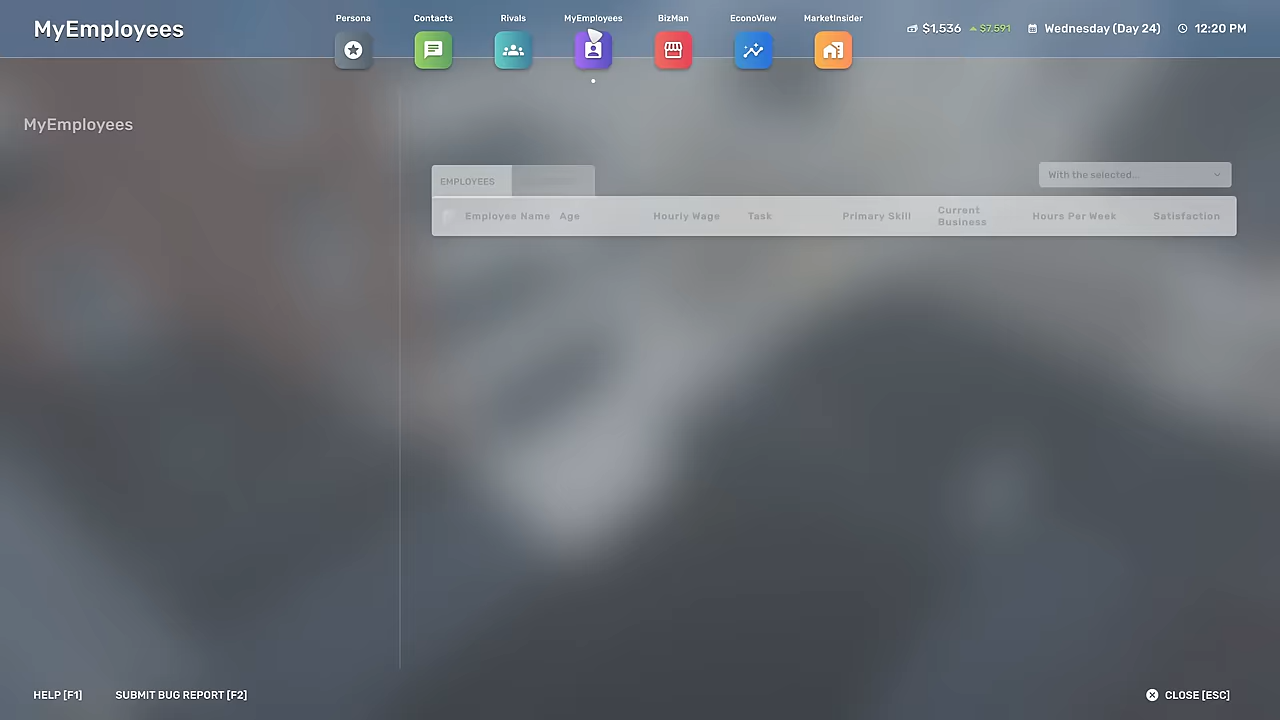 MyEmployees
Persona
Contacts
Rivals
MyEmployees
BizMan
EconoView
MarketInsider
$1,536
$7,591
Wednesday (Day 24)
12:20 PM
MyEmployees
EMPLOYEES
With the selected...
Employee Name
Age
Hourly Wage
Task
Primary Skill
Current
Business
Hours Per Week
Satisfaction
HELP [F1]
SUBMIT BUG REPORT [F2]
CLOSE [ESC]